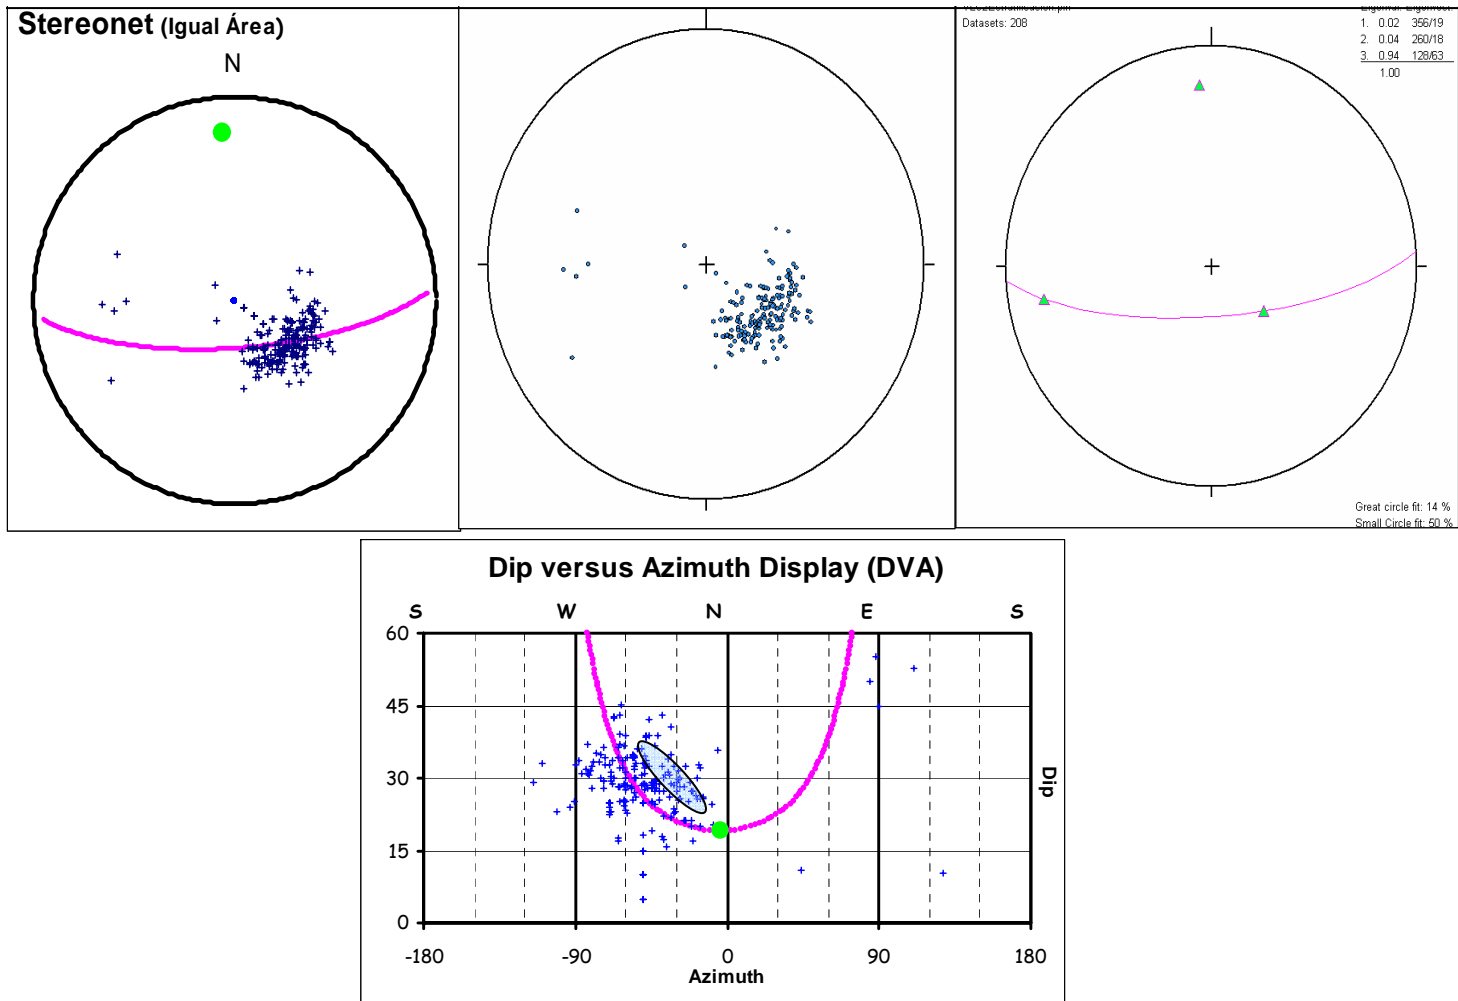 Stereonet (Igual Área)
N
Datasets: 208
1. 0.02 356/19
2. 0.04 260/18
3. 0.94 128/63
1.00
Great circle fit: 14 %
Small Circle fit: 50 %
Dip versus Azimuth Display (DVA)
S W N E S
60
45
30
15
0
Dip
-180 -90 0 90 180
Azimuth